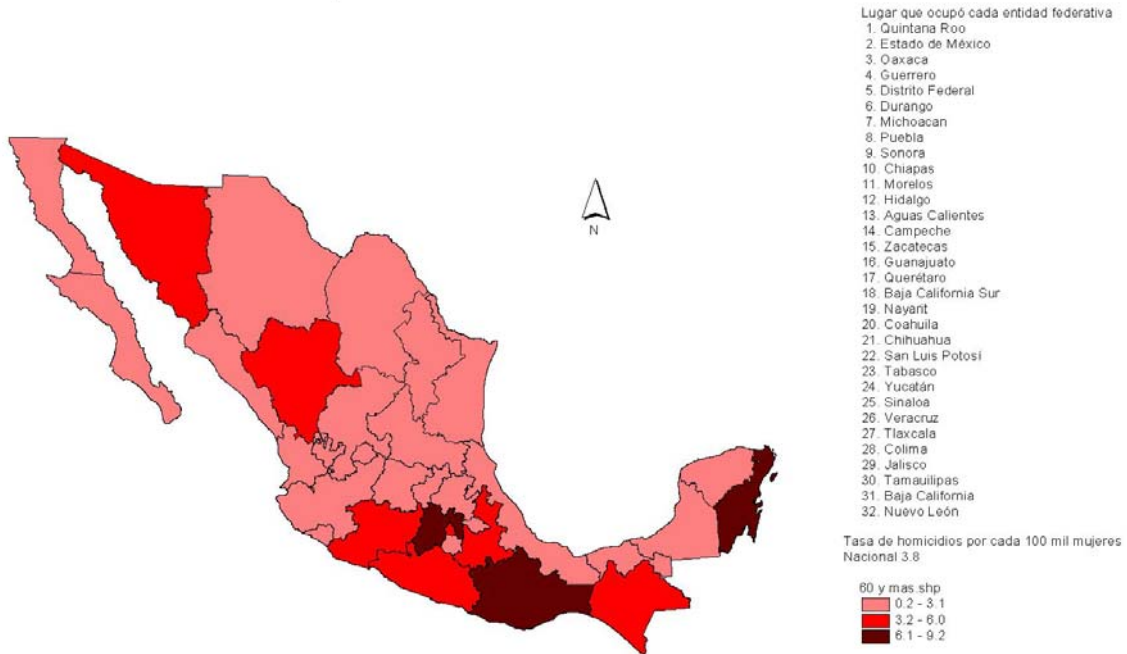 Lugar que ocupó cada entidad federativa
1. Quintana Roo
2. Estado de México
3. Oaxaca
4. Guerrero
5. Distrito Federal
6. Durango
7. Michoacan
8. Puebla
9. Sonora
10. Chiapas
11. Morelos
12. Hidalgo
13. Aguas Calientes
14. Campeche
15. Zacatecas
16. Guanajuato
17. Querétaro
18. Baja California Sur
19. Nayarit
20. Coahuila
21. Chihuahua
22. San Luis Potosí
23. Tabasco
24. Yucatán
25. Sinaloa
26. Veracruz
27. Tlaxcala
28. Colima
29. Jalisco
30. Tamauilipas
31. Baja California
32. Nuevo León
N
Tasa de homicidios por cada 100 mil mujeres
Nacional 3.8
60 y mas.shp
0.2 - 3.1
3.2 - 6.0
6.1 - 9.2